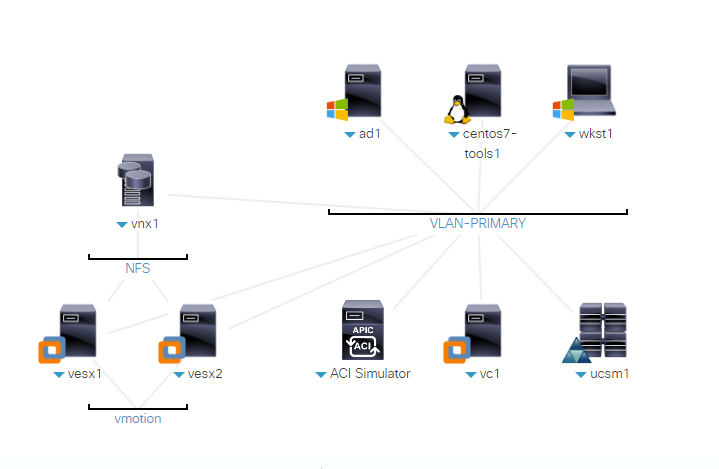 ad1
centos7-
tools1
wkst1
vnx1
VLAN-PRIMARY
NFS
APIC
ACI
vesx1
vesx2
ACI Simulator
vc1
ucsm1
vmotion